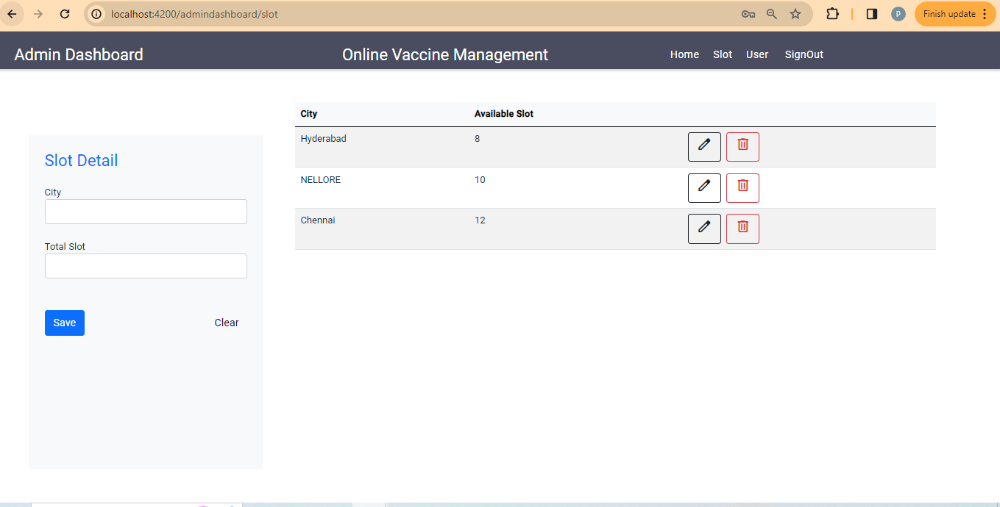 localhost:4200/admindashboard/slot
P
Finish update
Admin Dashboard
Online Vaccine Management
Home Slot User SignOut
Slot Detail
City
Total Slot
Save Clear
City Available Slot
Hyderabad 8
NELLORE 10
Chennai 12